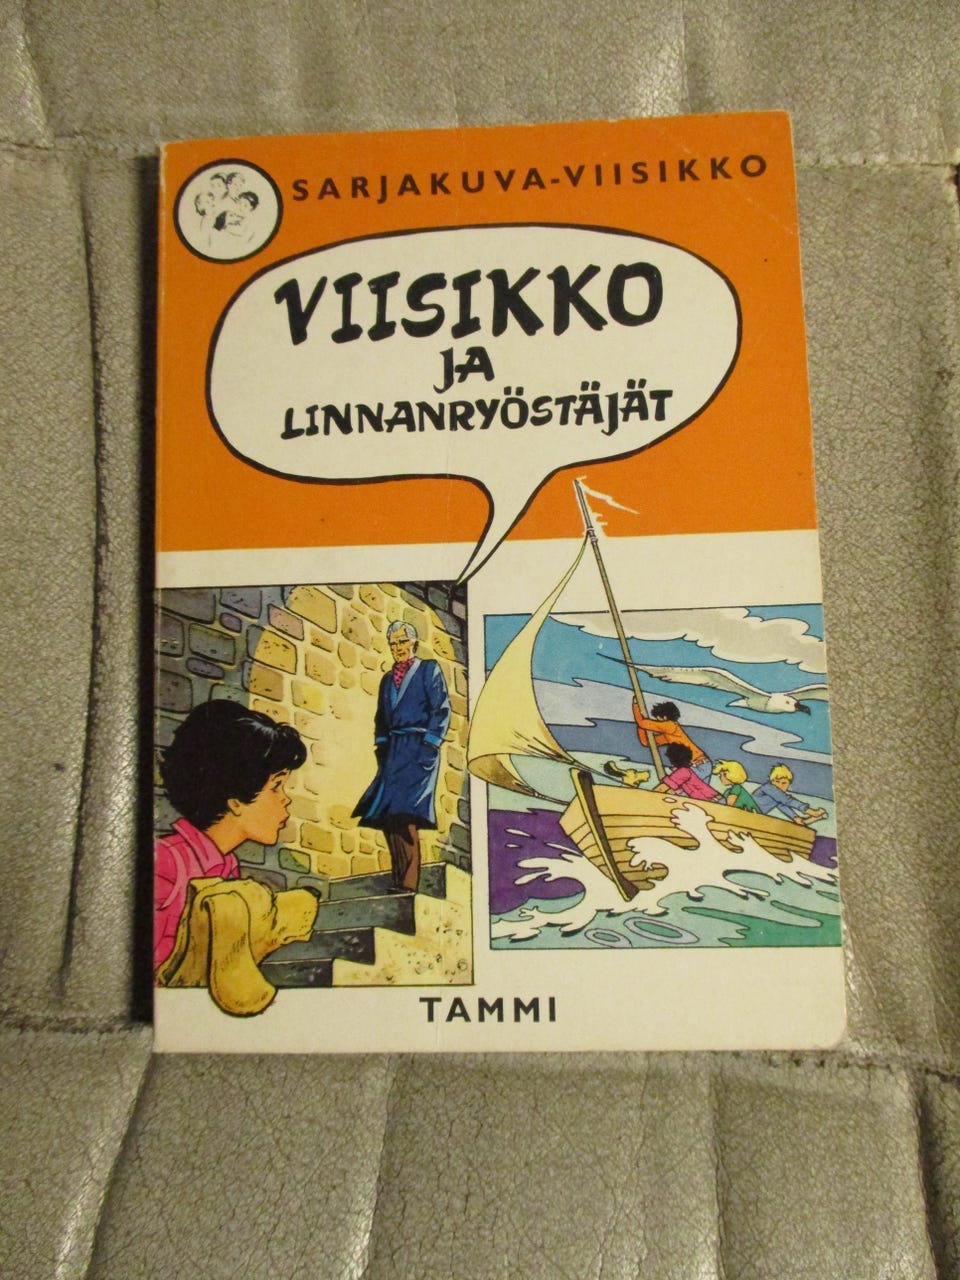 SARJAKUVA-VIISIKKO
VIISIKKO
JA
LINNANRYÖSTÄJÄT
TAMMI